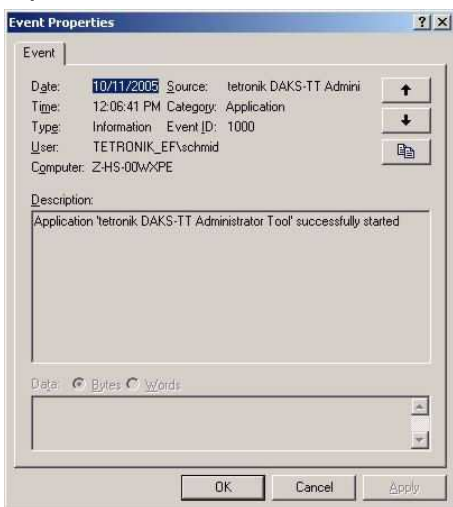 Event Properties
Event
Date: 10/11/2005 Source: tetronik DAKS-TT Admini
Time: 12:06:41 PM Category: Application
Type: Information Event ID: 1000
User: TETRONIK_EF\schmid
Computer: Z-HS-00WXPE
Description:
Application 'tetronik DAKS-TT Administrator Tool' successfully started
Data: Bytes Words
OK Cancel Apply